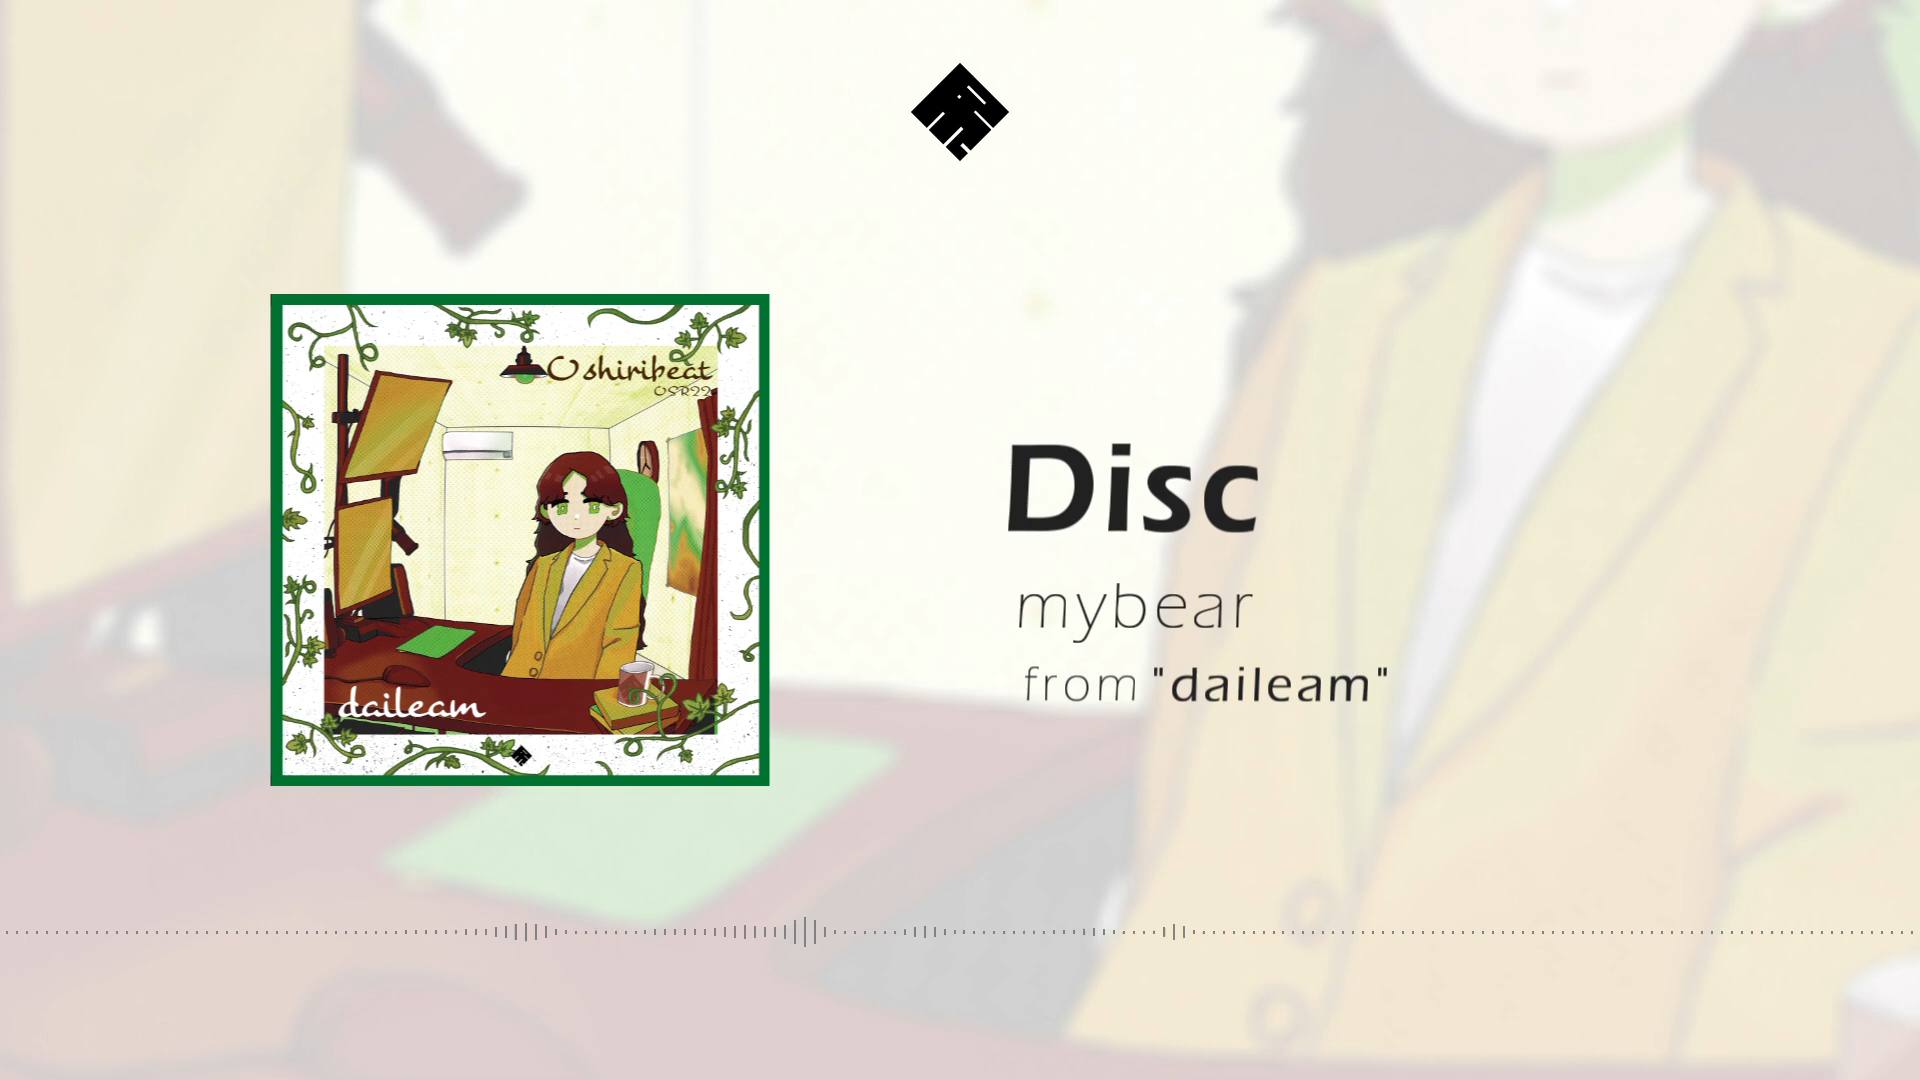 Oshiribeat
OSR22
daileam
Disc
mybear
from "daileam"